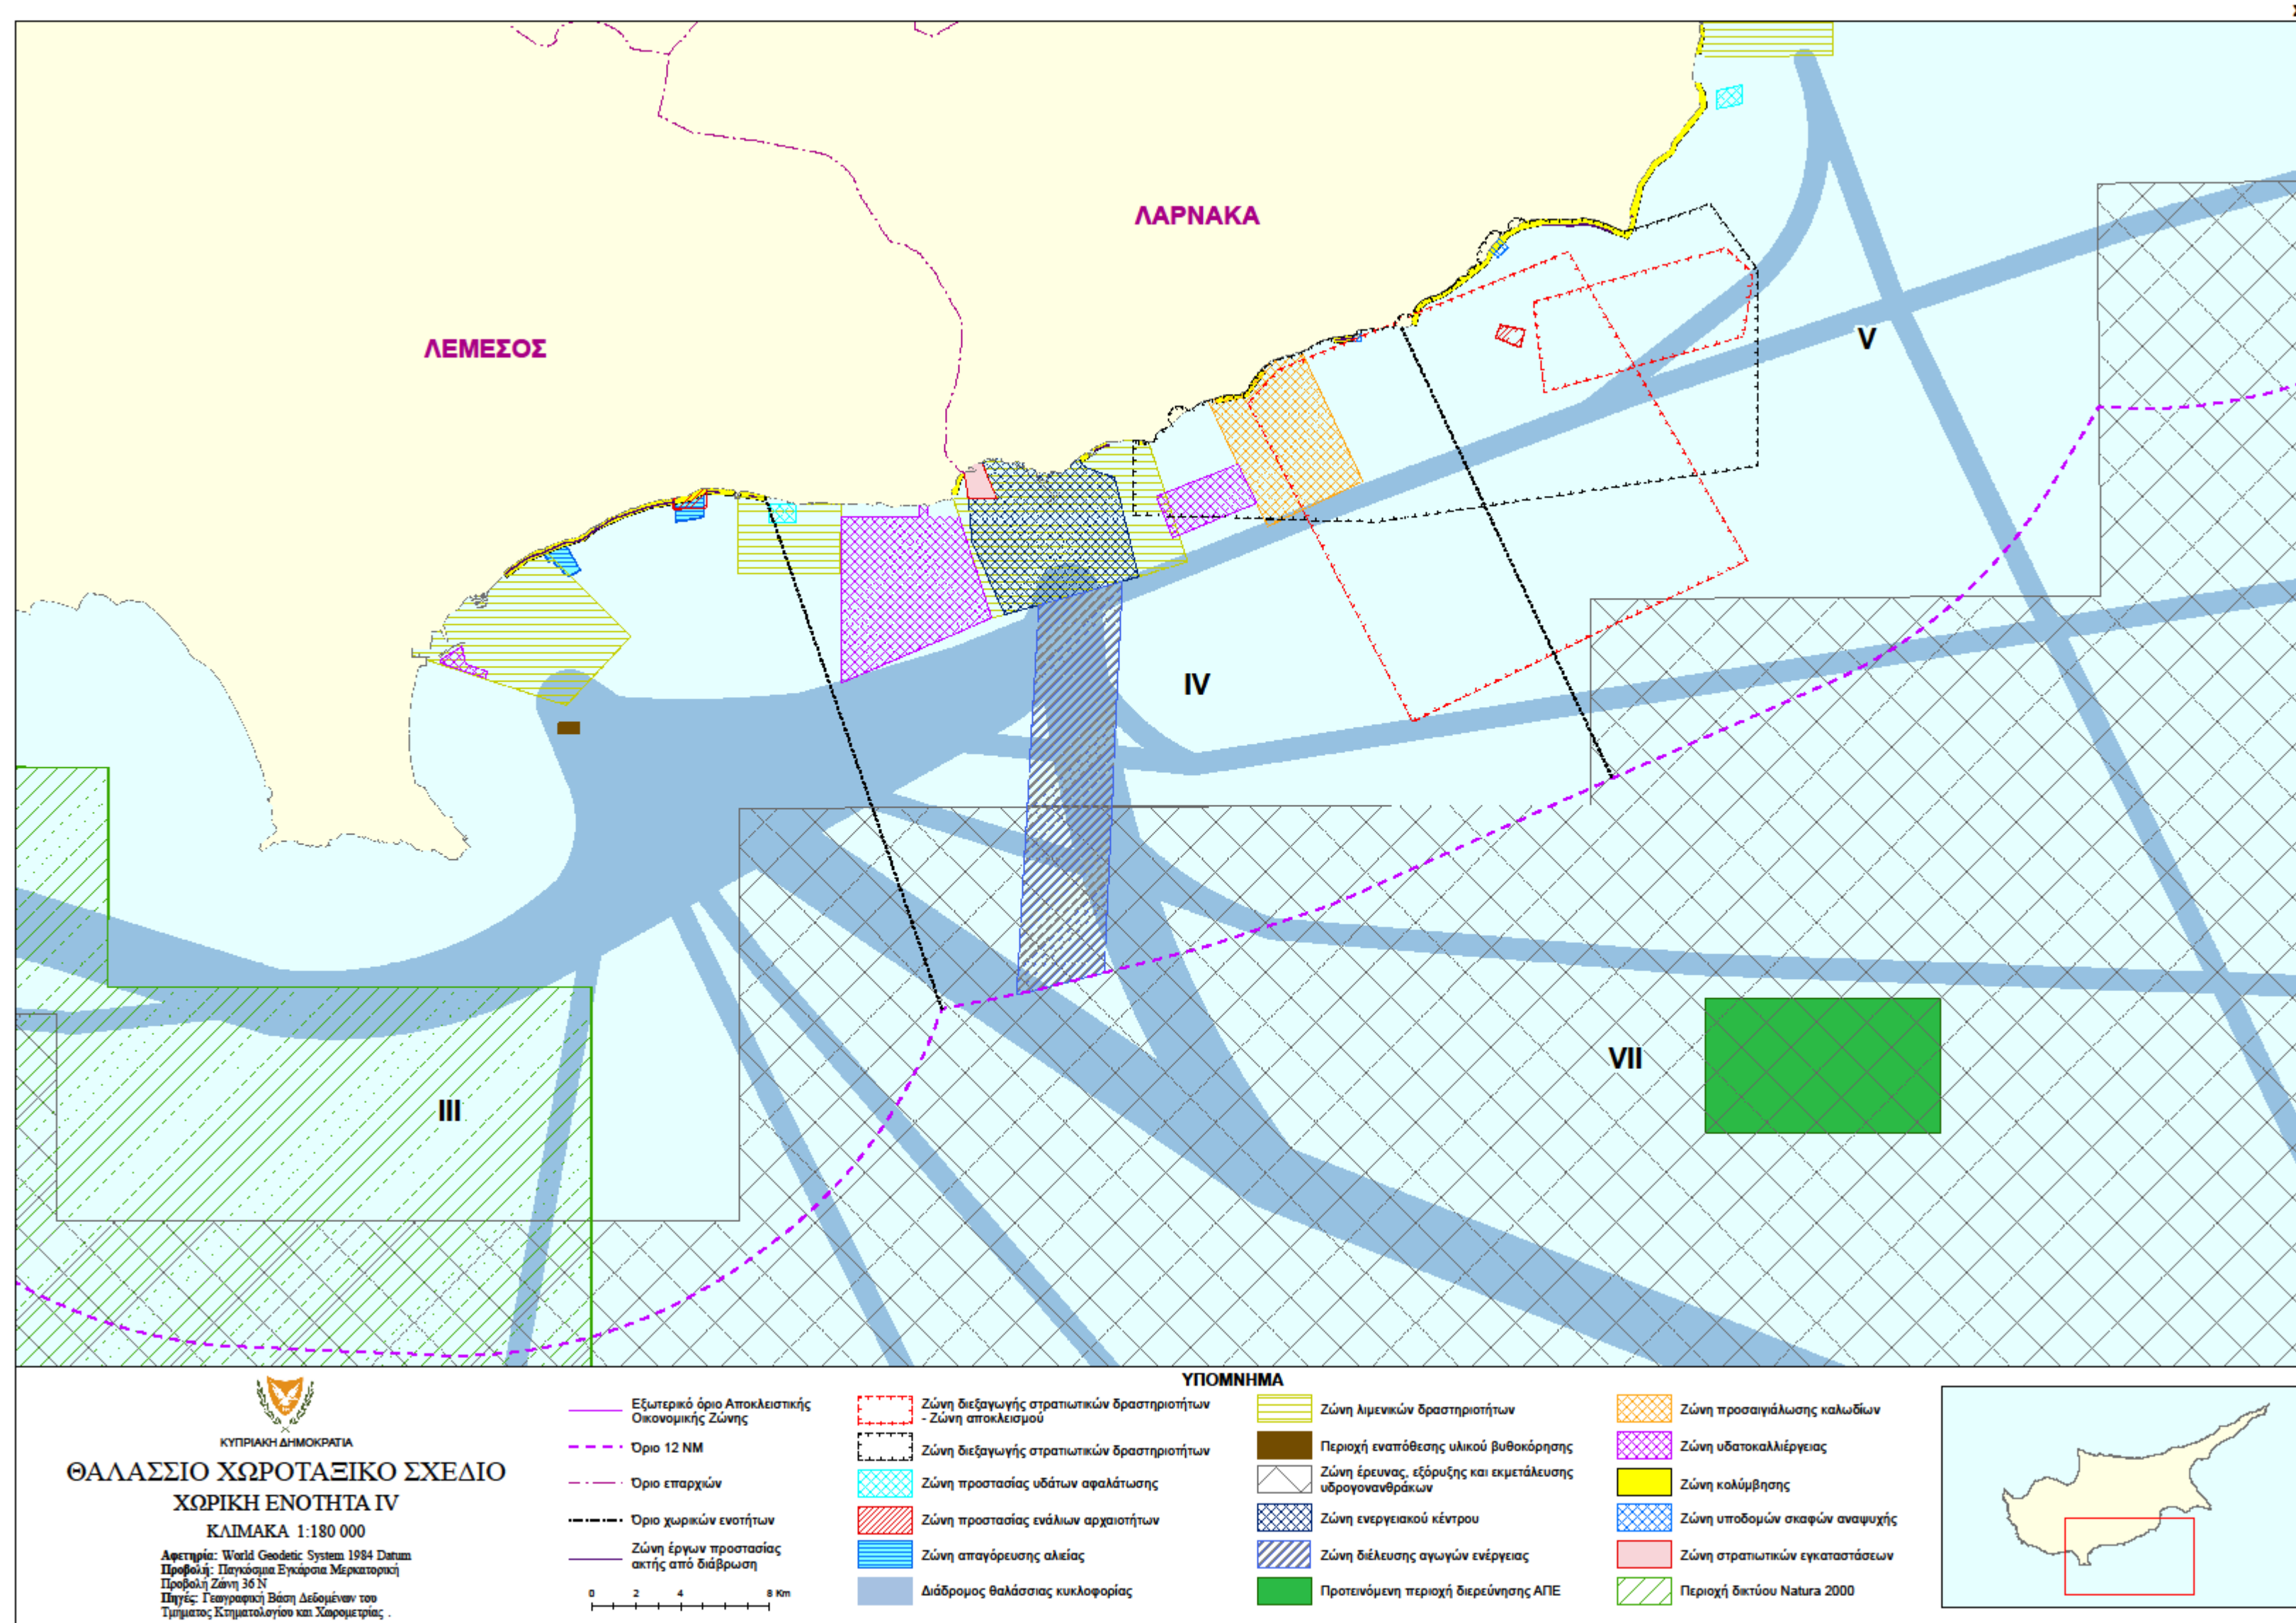 ΛΑΡΝΑΚΑ
ΛΕΜΕΣΟΣ
V
IV
VII
III
ΚΥΠΡΙΑΚΗ ΔΗΜΟΚΡΑΤΙΑ
ΘΑΛΑΣΣΙΟ ΧΩΡΟΤΑΞΙΚΟ ΣΧΕΔΙΟ
ΧΩΡΙΚΗ ΕΝΟΤΗΤΑ IV
ΚΛΙΜΑΚΑ 1:180 000
Αφετηρία: World Geodetic System 1984 Datum
Προβολή: Παγκόσμια Εγκάρσια Μερκατορική
Προβολή Ζώνη 36 N
Πηγές: Γεωγραφική Βάση Δεδομένων του
Τμήματος Κτηματολογίου και Χωρομετρίας .
ΥΠΟΜΝΗΜΑ
Εξωτερικό όριο Αποκλειστικής
Οικονομικής Ζώνης
Όριο 12 NM
Όριο επαρχιών
Όριο χωρικών ενοτήτων
Ζώνη έργων προστασίας
ακτής από διάβρωση
0 2 4 8 Km
Ζώνη διεξαγωγής στρατιωτικών δραστηριοτήτων
- Ζώνη αποκλεισμού
Ζώνη διεξαγωγής στρατιωτικών δραστηριοτήτων
Ζώνη προστασίας υδάτων αφαλάτωσης
Ζώνη προστασίας ενάλιων αρχαιοτήτων
Ζώνη απαγόρευσης αλιείας
Διάδρομος θαλάσσιας κυκλοφορίας
Ζώνη λιμενικών δραστηριοτήτων
Περιοχή εναπόθεσης υλικού βυθοκόρησης
Ζώνη έρευνας, εξόρυξης και εκμετάλευσης
υδρογονανθράκων
Ζώνη ενεργειακού κέντρου
Ζώνη διέλευσης αγωγών ενέργειας
Προτεινόμενη περιοχή διερεύνησης ΑΠΕ
Ζώνη προσαιγιάλωσης καλωδίων
Ζώνη υδατοκαλλιέργειας
Ζώνη κολύμβησης
Ζώνη υποδομών σκαφών αναψυχής
Ζώνη στρατιωτικών εγκαταστάσεων
Περιοχή δικτύου Natura 2000